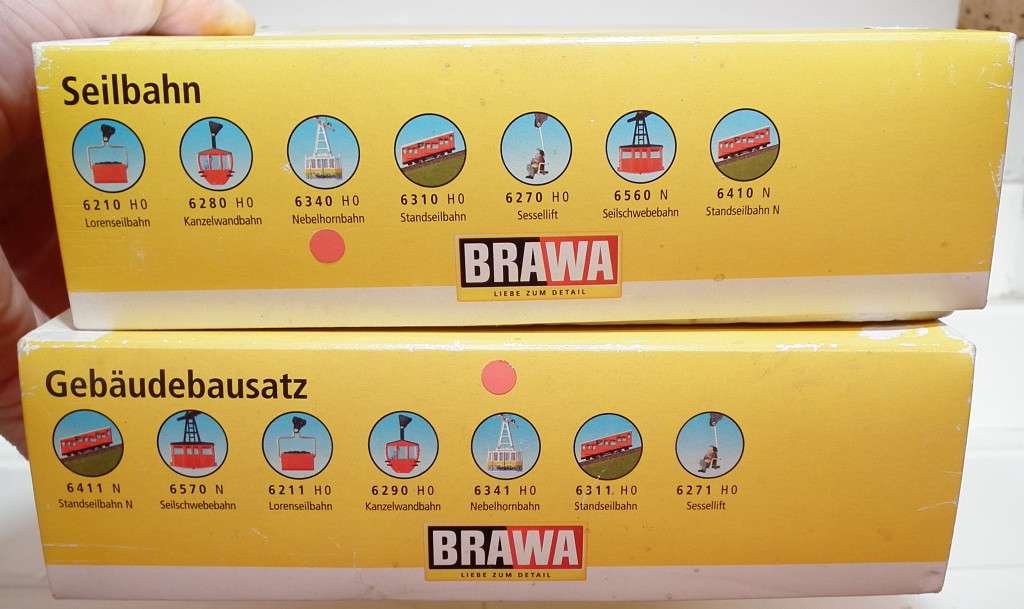 Seilbahn
6210 H0 6280 H0 6340 H0 6310 H0 6270 H0 6560 N 6410 N
Lorenseilbahn Kanzelwandbahn Nebelhornbahn Standseilbahn Sessellift Seilschwebebahn Standseilbahn N
BRAWA
LIEBE ZUM DETAIL
Gebäudebausatz
6411 N 6570 N 6211 H0 6290 H0 6341 H0 6311 H0 6271 H0
Standseilbahn N Seilschwebebahn Lorenseilbahn Kanzelwandbahn Nebelhornbahn Standseilbahn Sessellift
BRAWA
LIEBE ZUM DETAIL